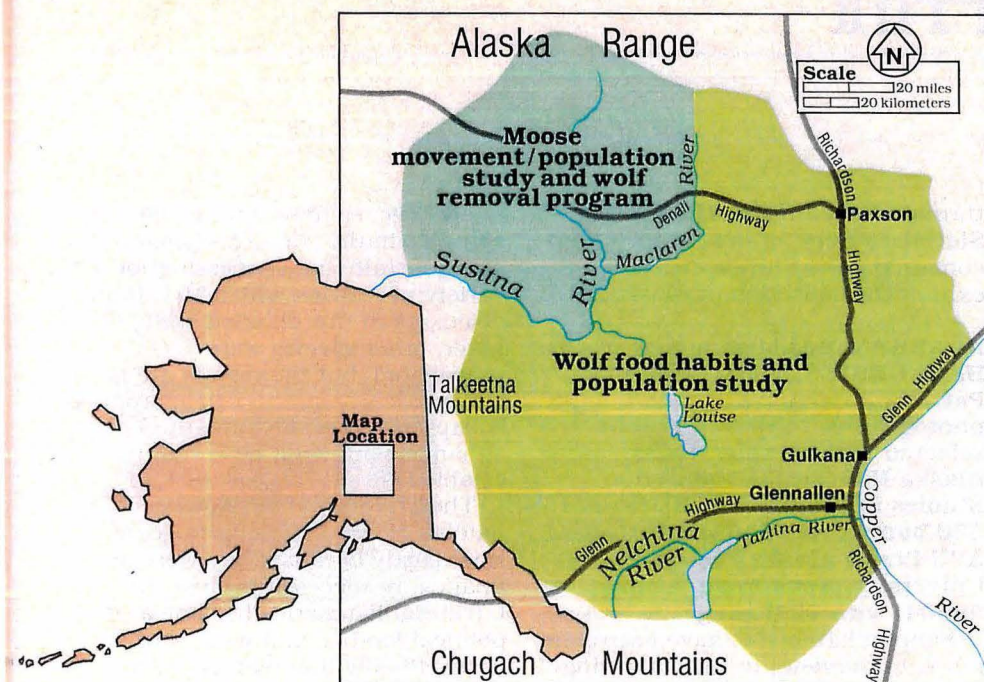 Alaska Range
N
Scale
20 miles
20 kilometers
Moose
movement/population
study and wolf
removal program
Richardson
Highway
Paxson
Denali
Highway
Maclaren
River
Susitna
River
Wolf food habits and
population study
Lake
Louise
Talkeetna
Mountains
Map
Location
Glenn
Highway
Gulkana
Glennallen
Highway
Glenn
Nelchina
River
Tazlina River
Copper
River
Richardson
Highway
Chugach Mountains